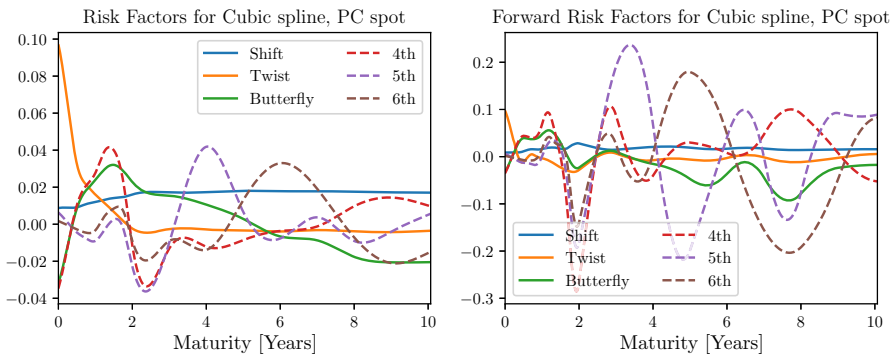 Risk Factors for Cubic spline, PC spot
0.10
0.08
0.06
0.04
0.02
0.00
−0.02
−0.04
Shift
Twist
Butterfly
4th
5th
6th
0 2 4 6 8 10
Maturity [Years]
Forward Risk Factors for Cubic spline, PC spot
0.2
0.1
0.0
−0.1
−0.2
−0.3
Shift
Twist
Butterfly
4th
5th
6th
0 2 4 6 8 10
Maturity [Years]